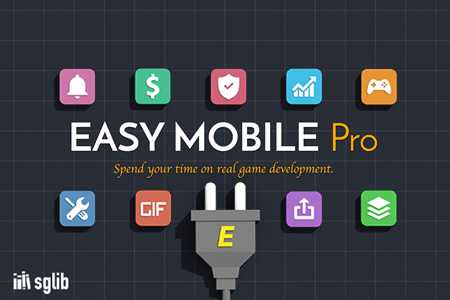 $
EASY MOBILE Pro
Spend your time on real game development.
GIF
E
sglib